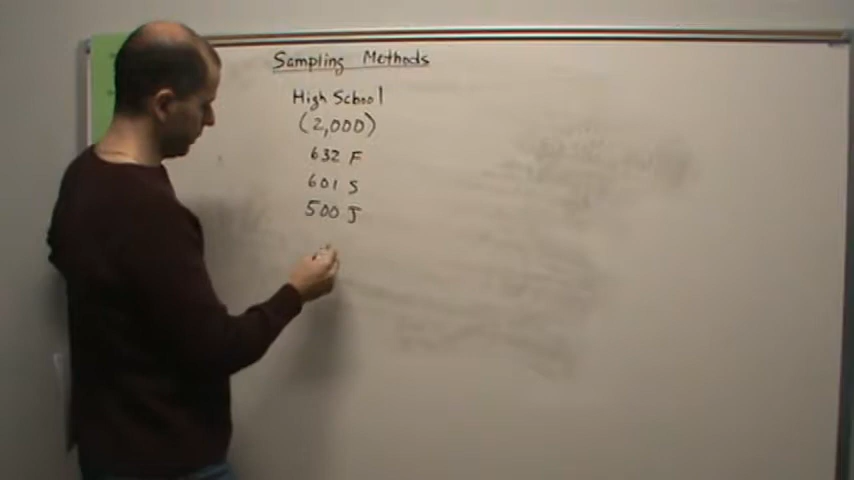 Sampling Methods
High School
(2,000)
632 F
601 S
500 J